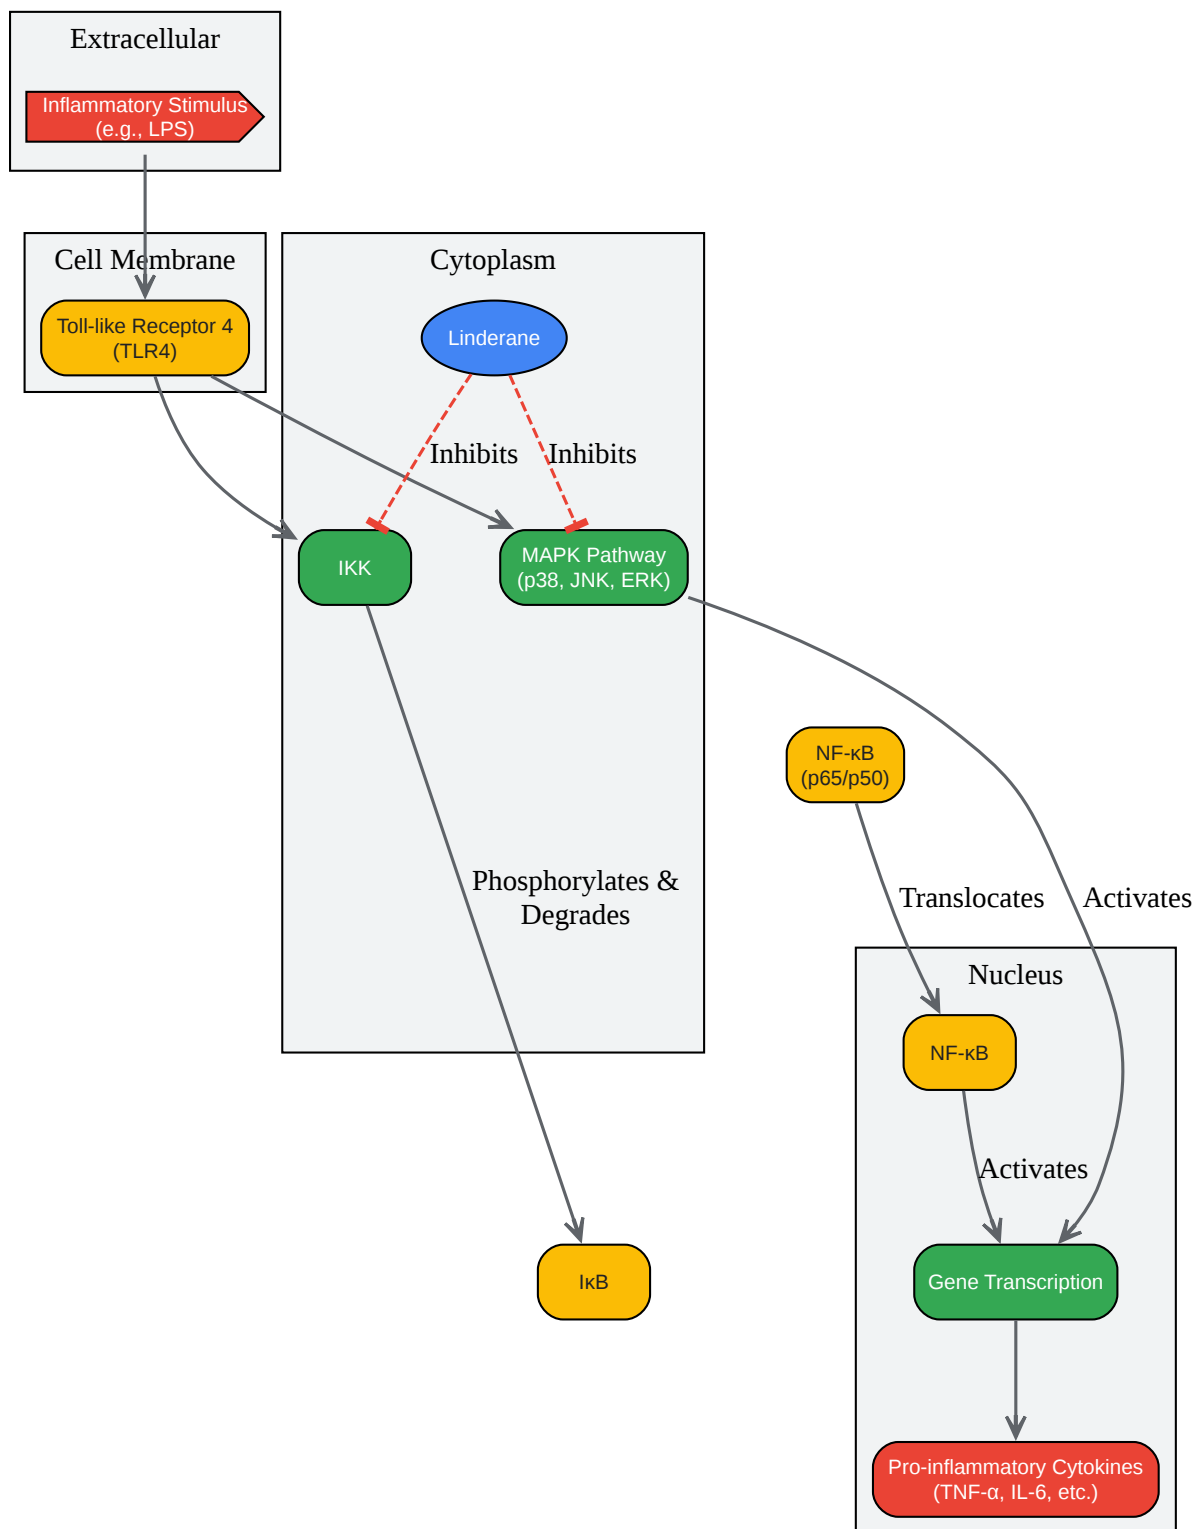 Extracellular
Inflammatory Stimulus
(e.g., LPS)
Cell Membrane
Toll-like Receptor 4
(TLR4)
Cytoplasm
Linderane
Inhibits
Inhibits
IKK
MAPK Pathway
(p38, JNK, ERK)
NF-κB
(p65/p50)
Phosphorylates &
Degrades
Translocates
Activates
Nucleus
NF-κB
Activates
IκB
Gene Transcription
Pro-inflammatory Cytokines
(TNF-α, IL-6, etc.)